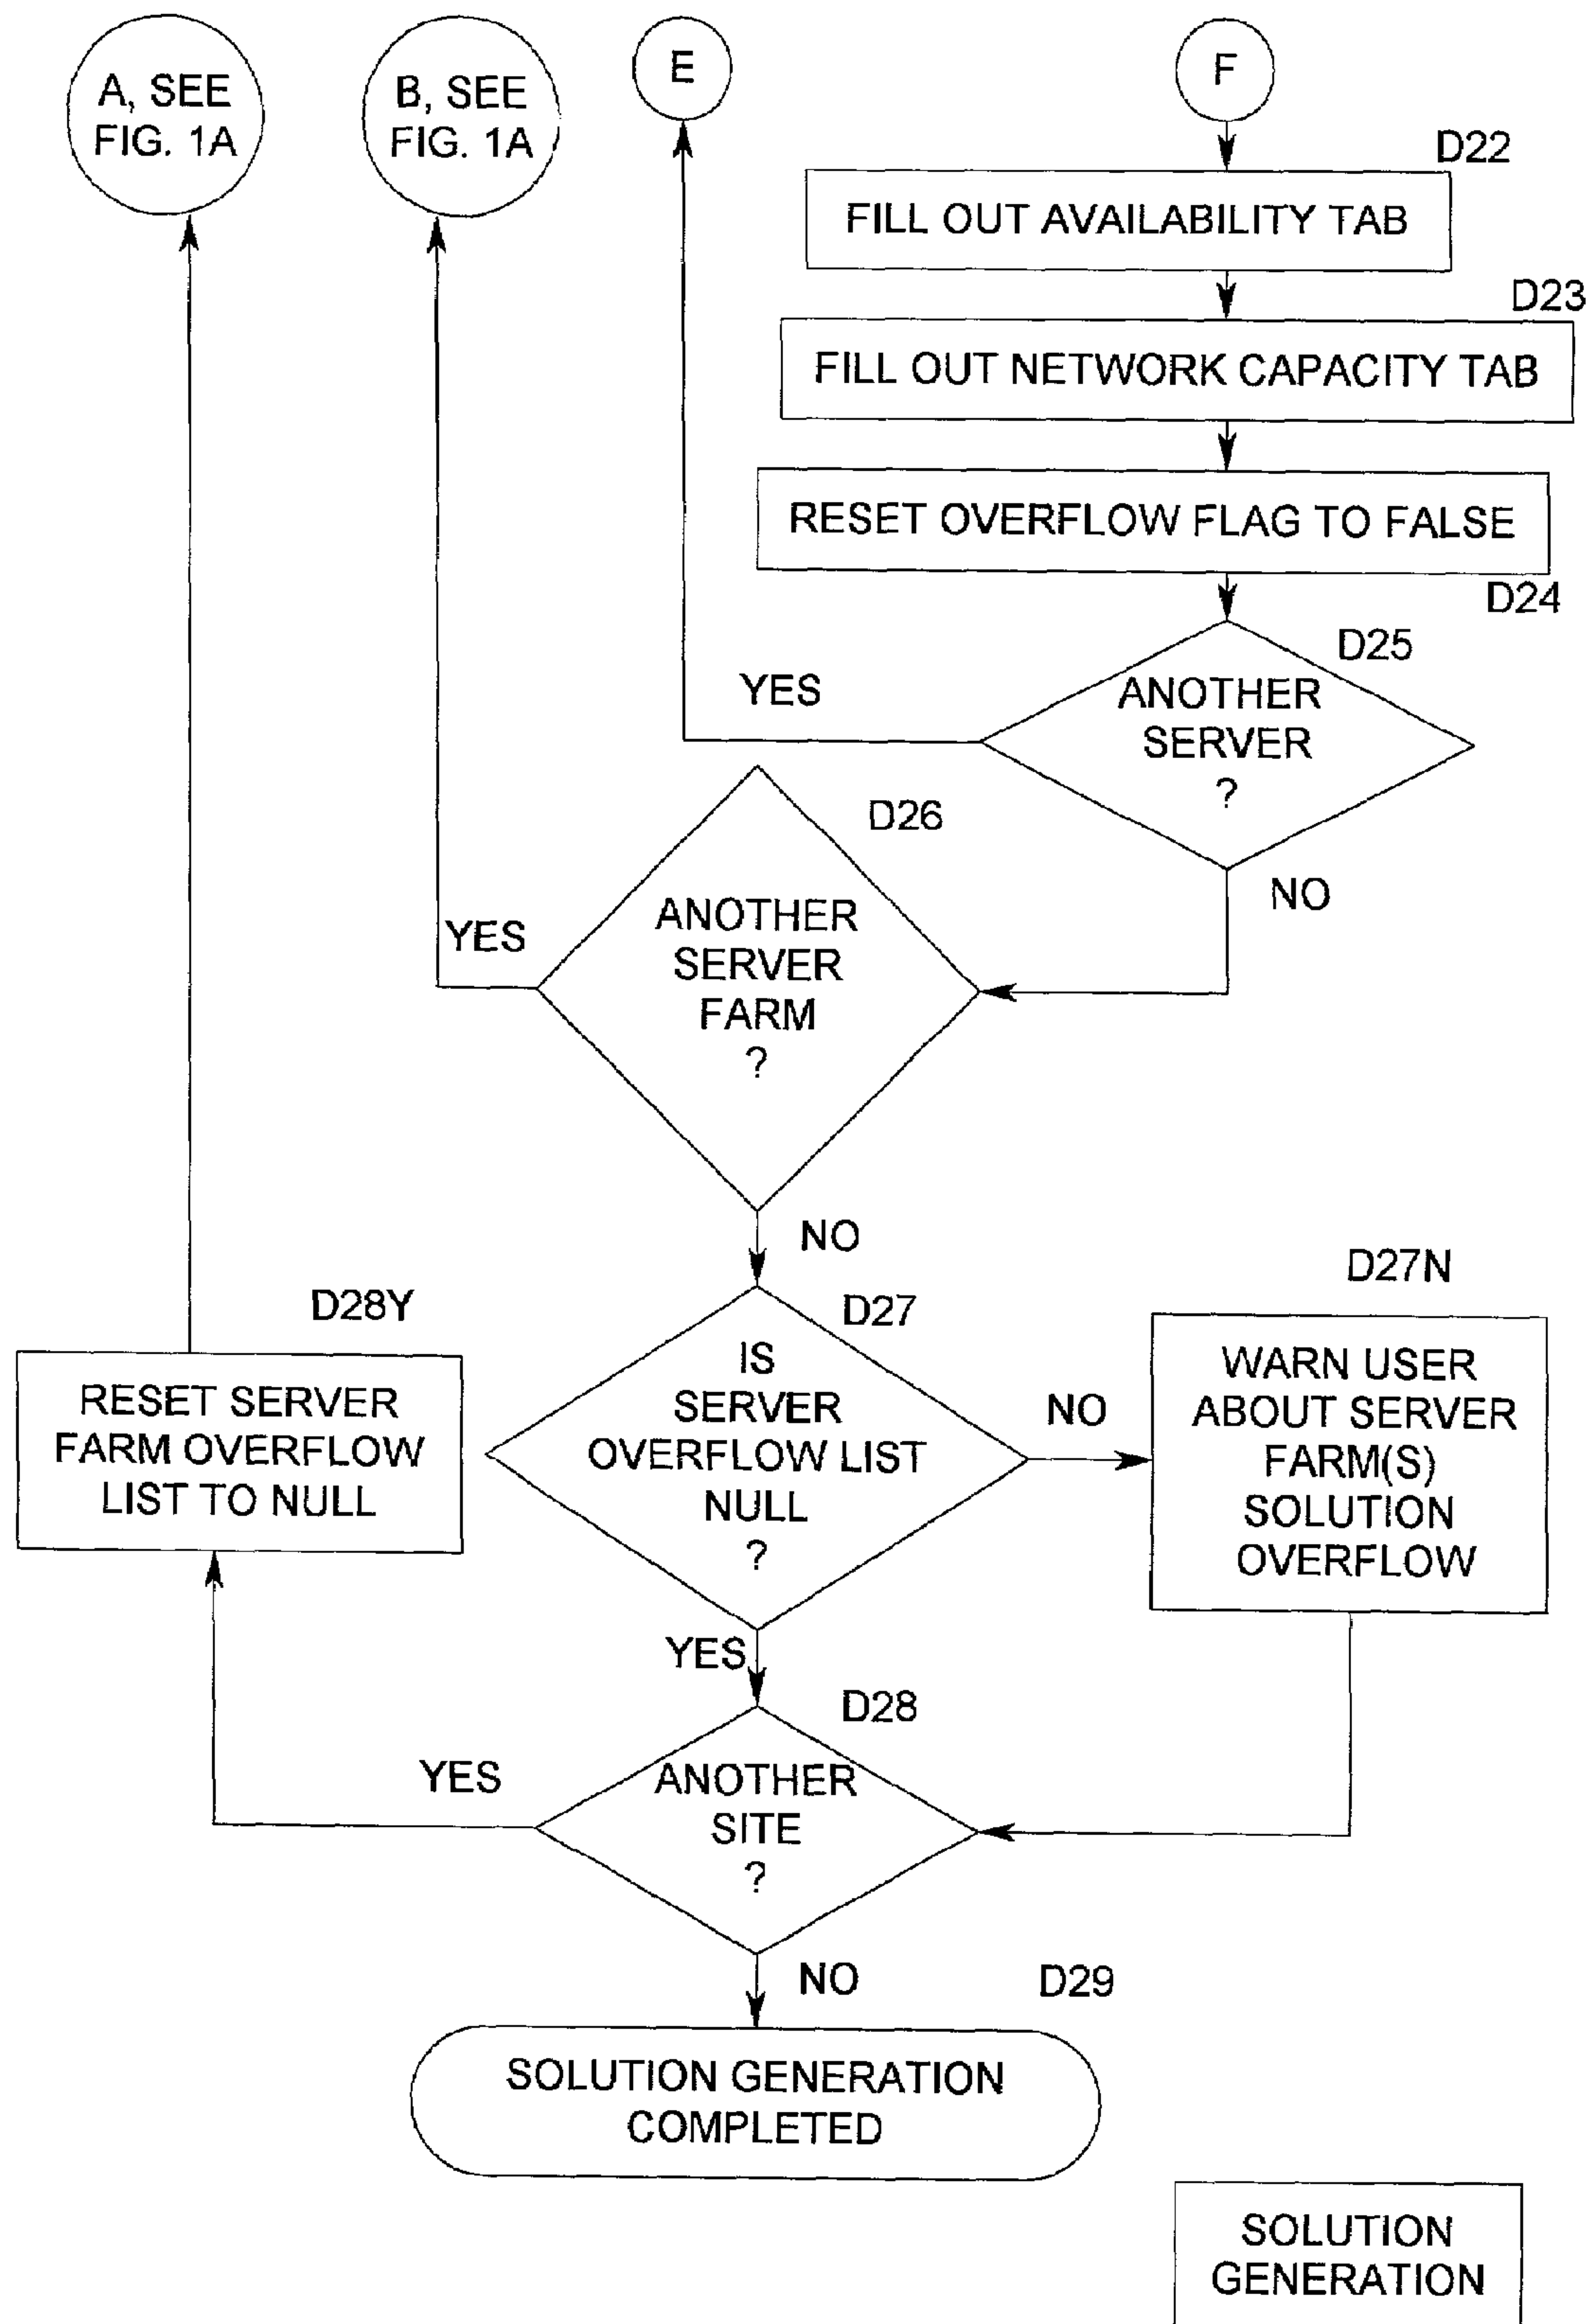 A, SEE
FIG. 1A
B, SEE
FIG. 1A
E
F
D22
FILL OUT AVAILABILITY TAB
D23
FILL OUT NETWORK CAPACITY TAB
RESET OVERFLOW FLAG TO FALSE
D24
D25
ANOTHER
SERVER
?
YES
NO
D26
ANOTHER
SERVER
FARM
?
YES
NO
D27
IS
SERVER
OVERFLOW LIST
NULL
?
NO
D27N
WARN USER
ABOUT SERVER
FARM(S)
SOLUTION
OVERFLOW
D28Y
RESET SERVER
FARM OVERFLOW
LIST TO NULL
YES
D28
ANOTHER
SITE
?
YES
NO
D29
SOLUTION GENERATION
COMPLETED
SOLUTION
GENERATION